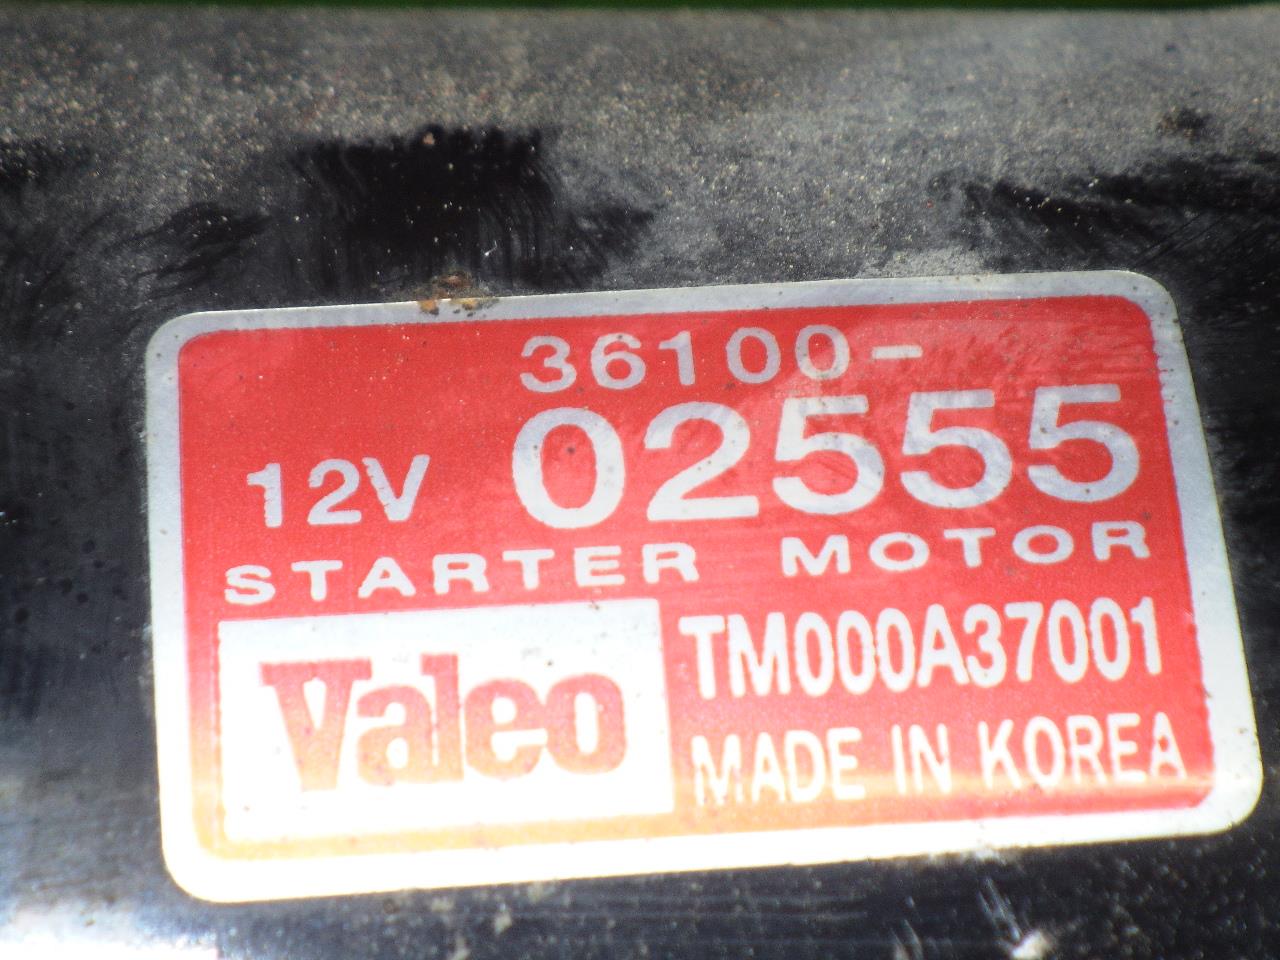 36100-
12V 02555
STARTER MOTOR
Valeo TM000A37001
MADE IN KOREA